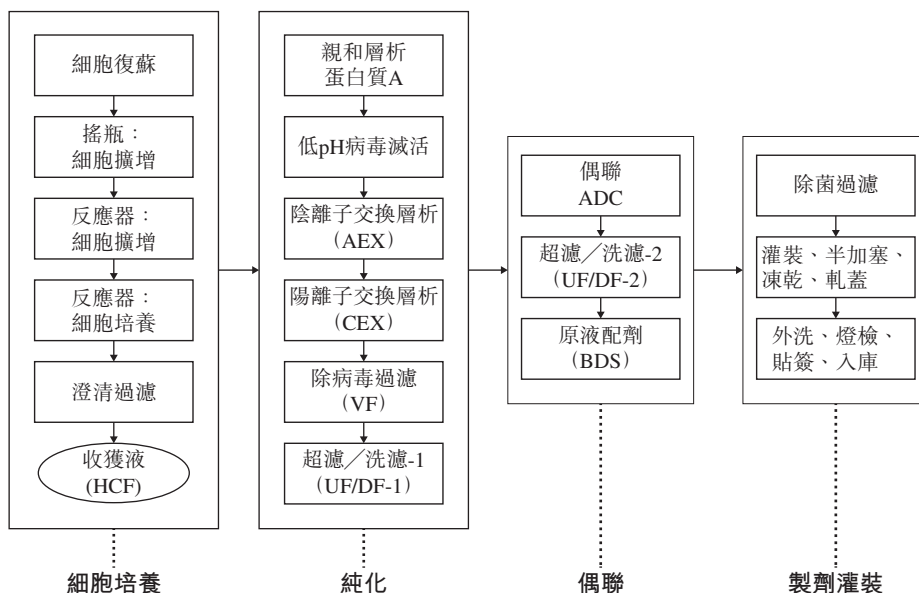 細胞復蘇
搖瓶：
細胞擴增
反應器：
細胞擴增
反應器：
細胞培養
澄清過濾
收獲液
(HCF)
細胞培養
親和層析
蛋白質A
低pH病毒滅活
陰離子交換層析
（AEX）
陽離子交換層析
（CEX）
除病毒過濾
（VF）
超濾／洗濾-1
（UF/DF-1）
純化
偶聯
ADC
超濾／洗濾-2
（UF/DF-2）
原液配劑
（BDS）
偶聯
除菌過濾
灌裝、半加塞、
凍乾、軋蓋
外洗、燈檢、
貼簽、入庫
製劑灌裝